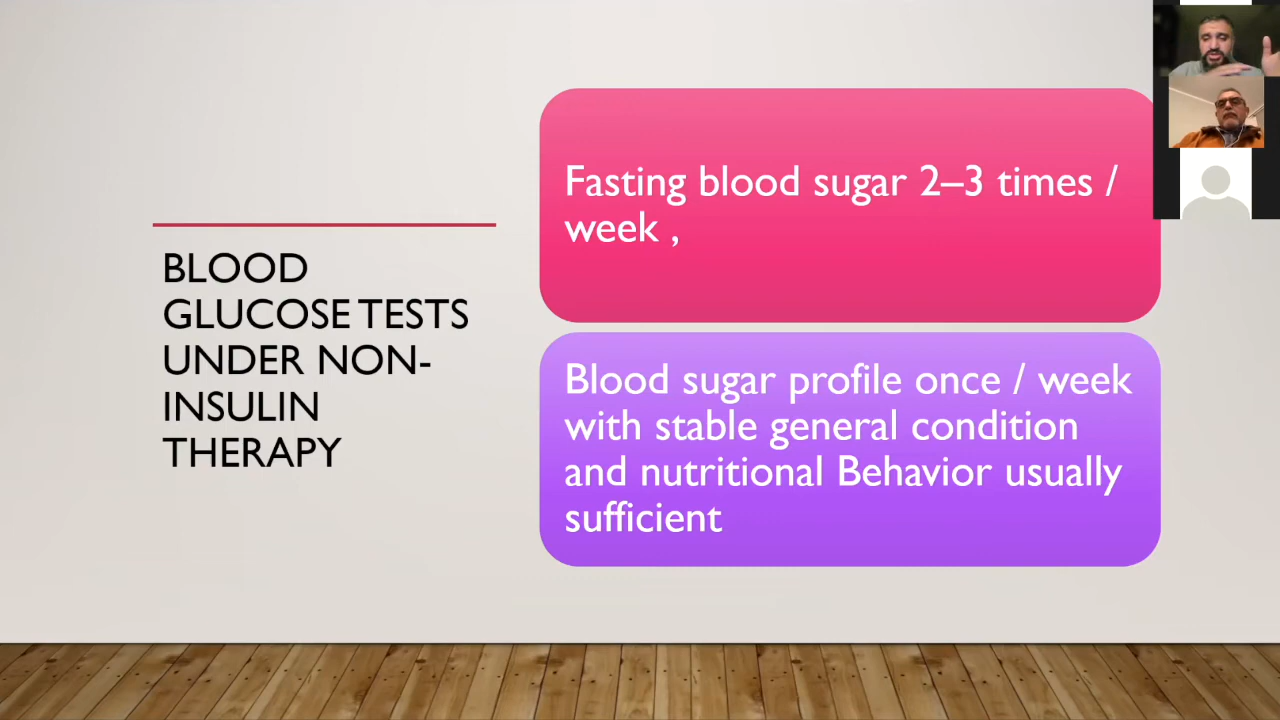 BLOOD
GLUCOSE TESTS
UNDER NON-
INSULIN
THERAPY
Fasting blood sugar 2–3 times /
week ,
Blood sugar profile once / week
with stable general condition
and nutritional Behavior usually
sufficient